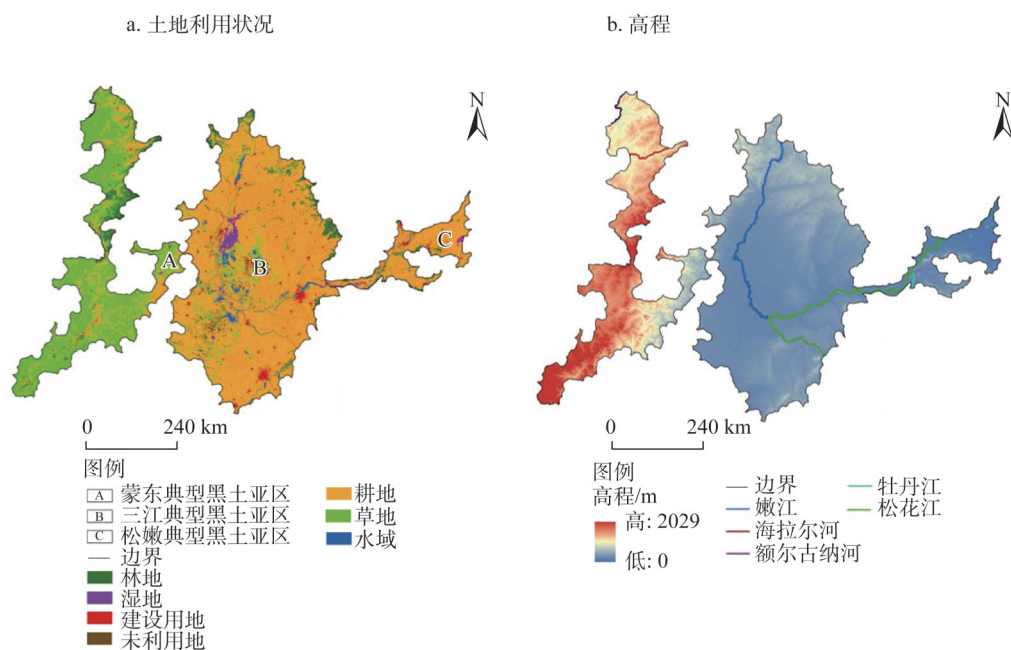 a. 土地利用状况
b. 高程
N
N
A
B
C
0 240 km
0 240 km
图例
A 蒙东典型黑土亚区
B 三江典型黑土亚区
C 松嫩典型黑土亚区
边界
林地
湿地
建设用地
未利用地
耕地
草地
水域
图例
高程/m
高: 2029
低: 0
边界
嫩江
海拉尔河
额尔古纳河
牡丹江
松花江